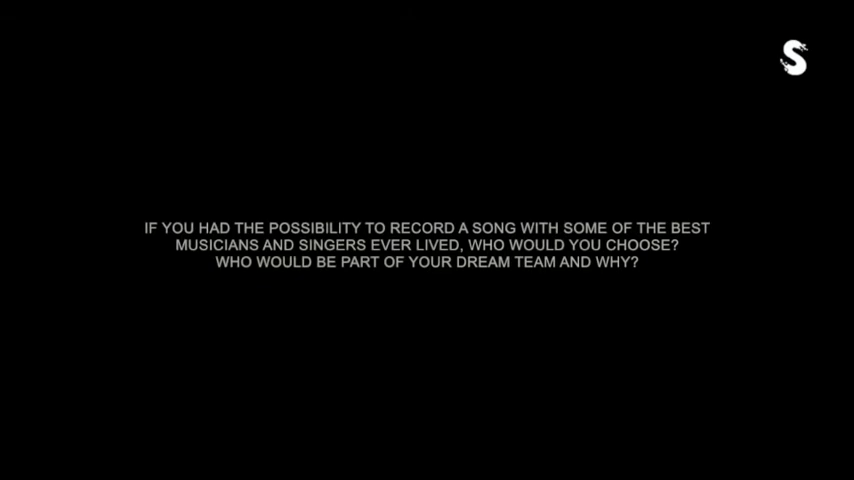 S
IF YOU HAD THE POSSIBILITY TO RECORD A SONG WITH SOME OF THE BEST
MUSICIANS AND SINGERS EVER LIVED, WHO WOULD YOU CHOOSE?
WHO WOULD BE PART OF YOUR DREAM TEAM AND WHY?